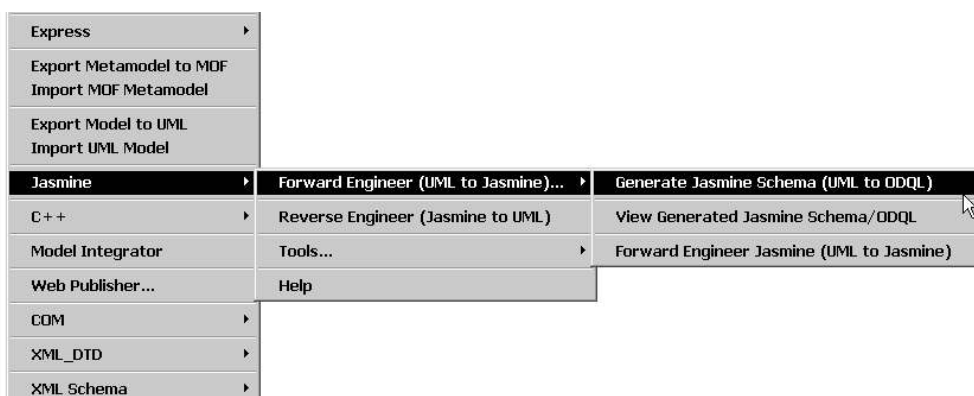 Express
Export Metamodel to MOF
Import MOF Metamodel
Export Model to UML
Import UML Model
Jasmine
C++
Model Integrator
Web Publisher...
COM
XML_DTD
XML Schema
Forward Engineer (UML to Jasmine)...
Reverse Engineer (Jasmine to UML)
Tools...
Help
Generate Jasmine Schema (UML to ODQL)
View Generated Jasmine Schema/ODQL
Forward Engineer Jasmine (UML to Jasmine)